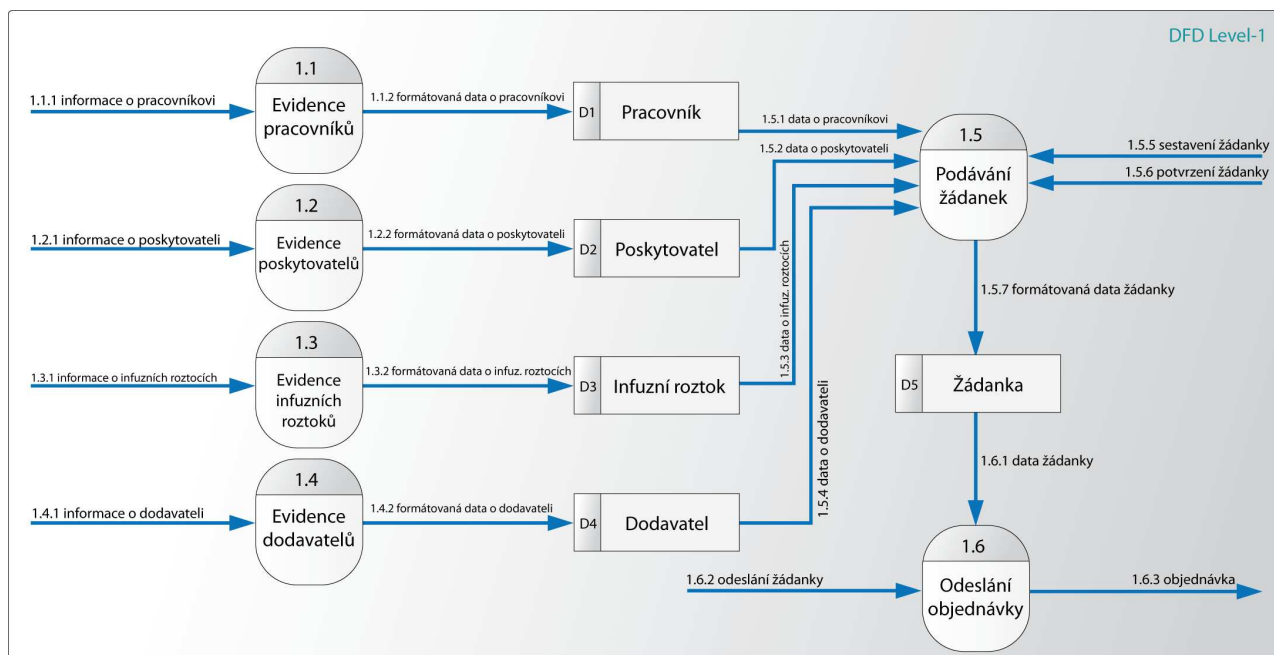 DFD Level-1
1.1
1.1.1 informace o pracovníkovi
Evidence
pracovníků
1.1.2 formátovaná data o pracovníkovi
D1
Pracovník
1.5.1 data o pracovníkovi
1.5
Podávání
žádanek
1.5.5 sestavení žádanky
1.5.6 potvrzení žádanky
1.5.2 data o poskytovateli
1.2
1.2.1 informace o poskytovateli
Evidence
poskytovatelů
1.2.2 formátovaná data o poskytovateli
D2
Poskytovatel
1.5.3 data o infuz. roztocích
1.5.7 formátovaná data žádanky
1.3
1.3.1 informace o infuzních roztocích
Evidence
infuzních
roztoků
1.3.2 formátovaná data o infuz. roztocích
D3
Infuzní roztok
1.5.4 data o dodavateli
D5
Žádanka
1.6.1 data žádanky
1.4
1.4.1 informace o dodavateli
Evidence
dodavatelů
1.4.2 formátovaná data o dodavateli
D4
Dodavatel
1.6
1.6.2 odeslání žádanky
Odeslání
objednávky
1.6.3 objednávka